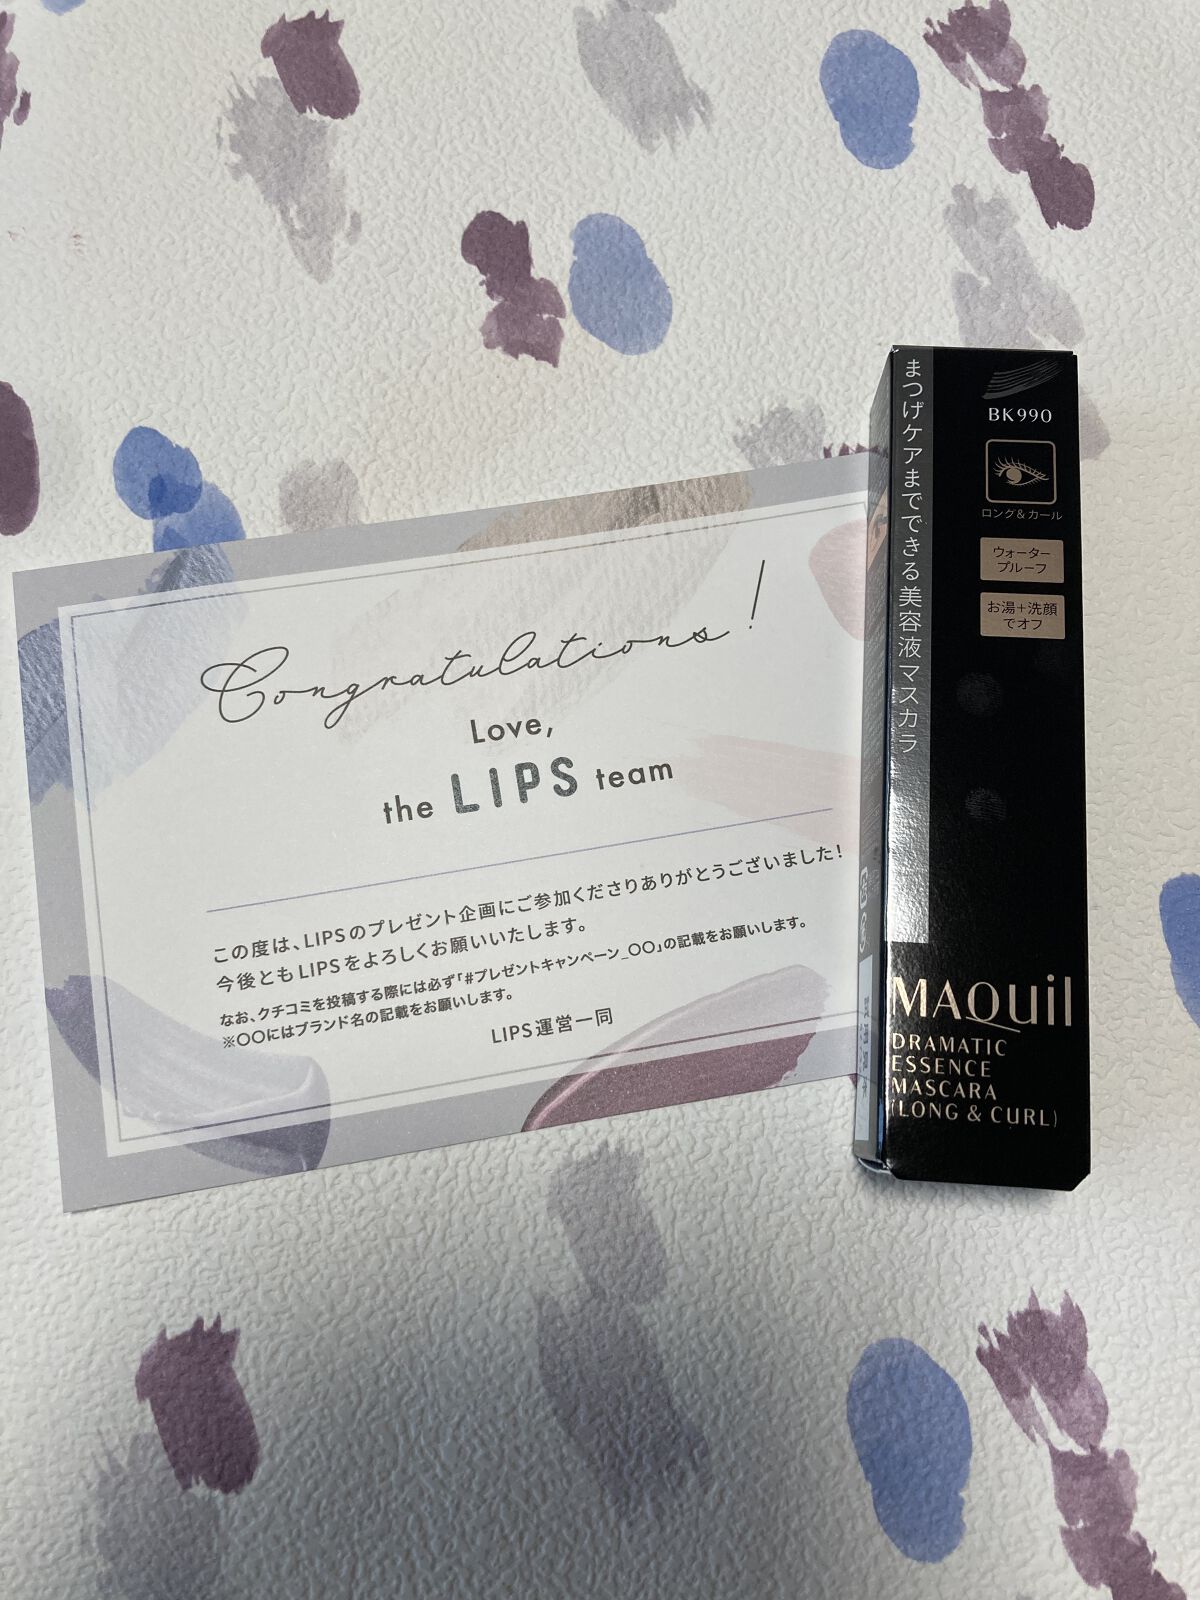 Congratulations!
Love,
the LIPS team
この度は、LIPSのプレゼント企画にご参加くださりありがとうございました!
今後ともLIPSをよろしくお願いいたします。
なお、クチコミを投稿する際には必ず「#プレゼントキャンペーン_〇〇」の記載をお願いします。
※〇〇にはブランド名の記載をお願いします。
LIPS運営一同
まつげケアまでできる美容液マスカラ
BK990
ロング&カール
ウォーター
プルーフ
お湯+洗顔
でオフ
MAQuil
DRAMATIC
ESSENCE
MASCARA
(LONG & CURL)